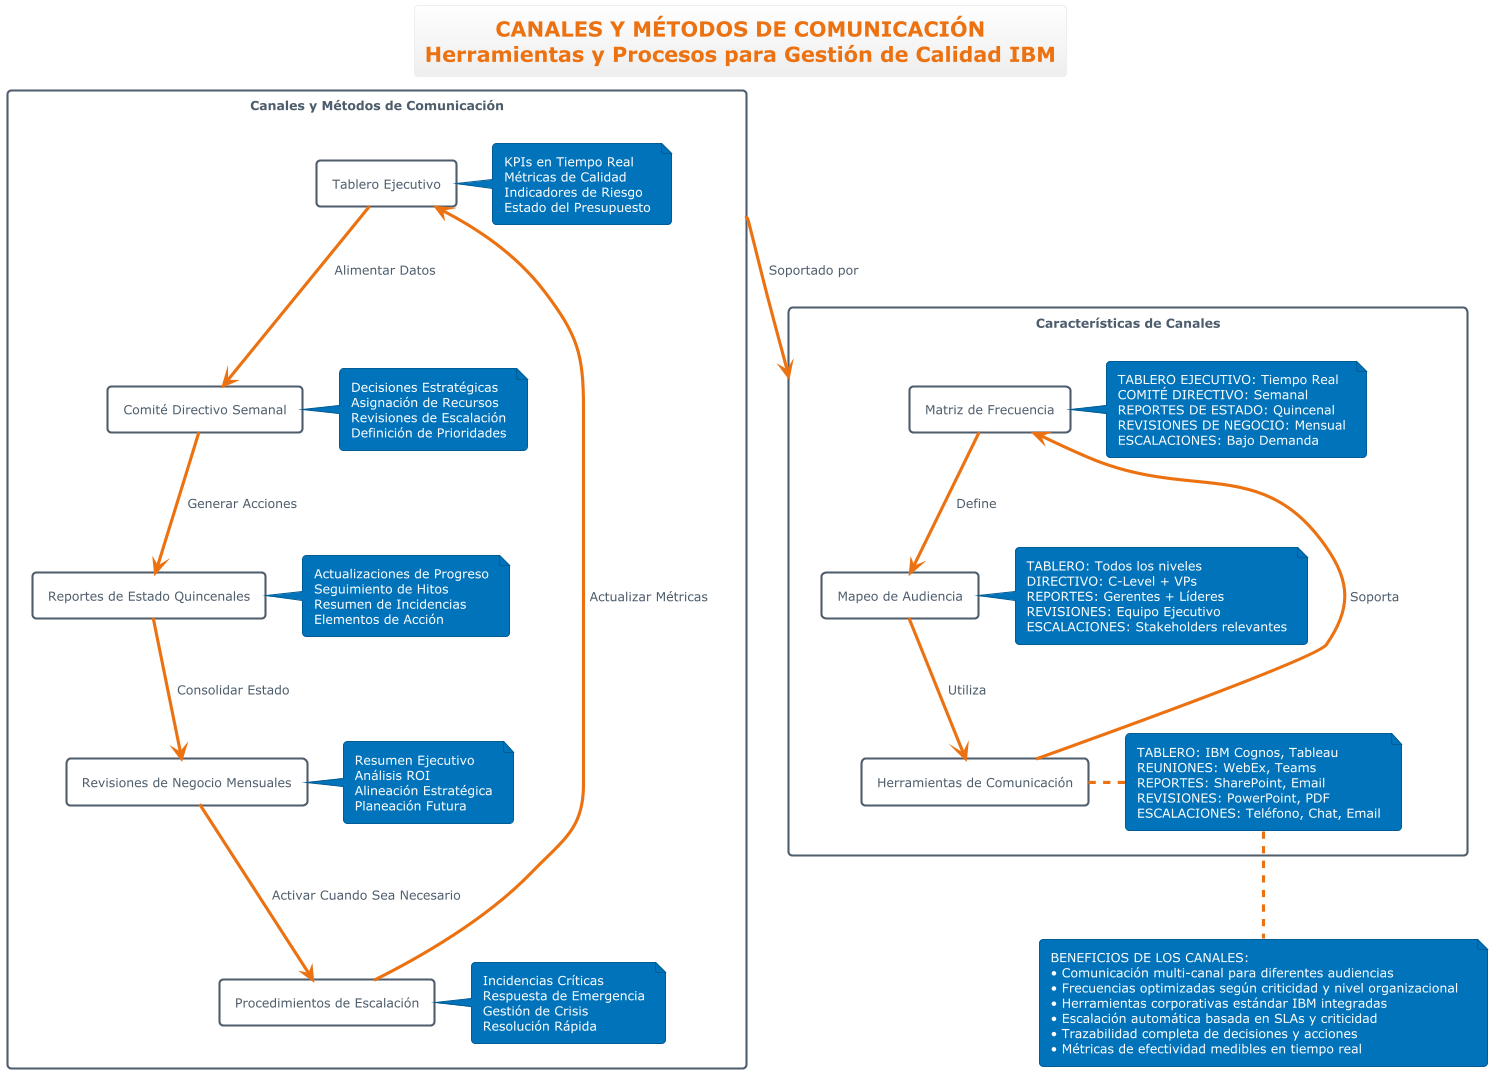 CANALES Y MÉTODOS DE COMUNICACIÓN
Herramientas y Procesos para Gestión de Calidad IBM
Canales y Métodos de Comunicación
Tablero Ejecutivo
KPIs en Tiempo Real
Métricas de Calidad
Indicadores de Riesgo
Estado del Presupuesto
Alimentar Datos
Comité Directivo Semanal
Decisiones Estratégicas
Asignación de Recursos
Revisiones de Escalación
Definición de Prioridades
Generar Acciones
Reportes de Estado Quincenales
Actualizaciones de Progreso
Seguimiento de Hitos
Resumen de Incidencias
Elementos de Acción
Actualizar Métricas
Consolidar Estado
Revisiones de Negocio Mensuales
Resumen Ejecutivo
Análisis ROI
Alineación Estratégica
Planeación Futura
Activar Cuando Sea Necesario
Procedimientos de Escalación
Incidencias Críticas
Respuesta de Emergencia
Gestión de Crisis
Resolución Rápida
Soportado por
Características de Canales
Matriz de Frecuencia
TABLERO EJECUTIVO: Tiempo Real
COMITÉ DIRECTIVO: Semanal
REPORTES DE ESTADO: Quincenal
REVISIONES DE NEGOCIO: Mensual
ESCALACIONES: Bajo Demanda
Define
Mapeo de Audiencia
TABLERO: Todos los niveles
DIRECTIVO: C-Level + VPs
REPORTES: Gerentes + Líderes
REVISIONES: Equipo Ejecutivo
ESCALACIONES: Stakeholders relevantes
Soporta
Utiliza
Herramientas de Comunicación
TABLERO: IBM Cognos, Tableau
REUNIONES: WebEx, Teams
REPORTES: SharePoint, Email
REVISIONES: PowerPoint, PDF
ESCALACIONES: Teléfono, Chat, Email
BENEFICIOS DE LOS CANALES:
• Comunicación multi-canal para diferentes audiencias
• Frecuencias optimizadas según criticidad y nivel organizacional
• Herramientas corporativas estándar IBM integradas
• Escalación automática basada en SLAs y criticidad
• Trazabilidad completa de decisiones y acciones
• Métricas de efectividad medibles en tiempo real